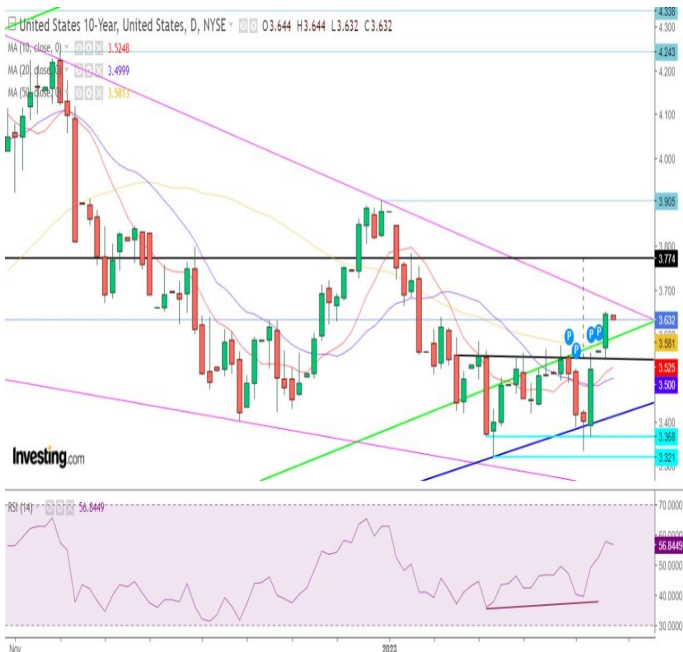 United States 10-Year, United States, D, NYSE O3.644 H3.644 L3.632 C3.632
MA (10, close, 0) 3.5248
MA (20, close, 0) 3.4999
MA (50, close, 0) 3.5813
4.338
4.300
4.243
4.200
4.100
4.000
3.905
3.800
3.774
3.700
3.632
3.581
3.525
3.500
3.400
3.368
3.321
P
P
P
P
Investing.com
RSI (14) 56.8449
70.0000
60.0000
56.8449
50.0000
40.0000
30.0000
Nov
2023